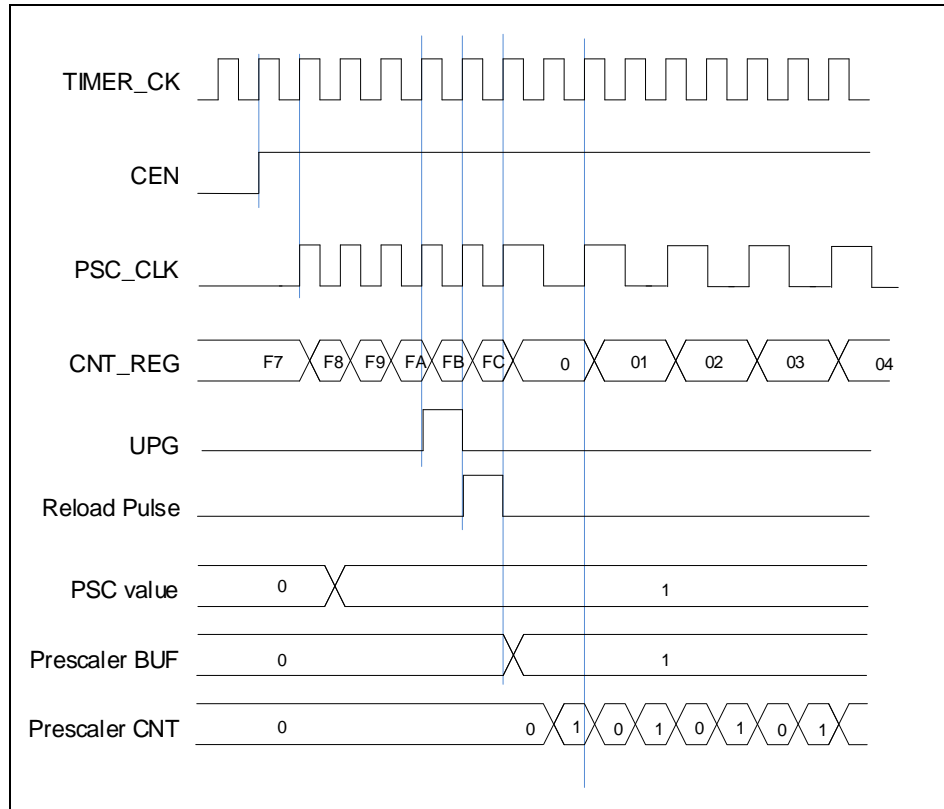 TIMER_CK
CEN
PSC_CLK
CNT_REG F7 F8 F9 FA FB FC 0 01 02 03 04
UPG
Reload Pulse
PSC value 0 1
Prescaler BUF 0 1
Prescaler CNT 0 0 1 0 1 0 1 0 1